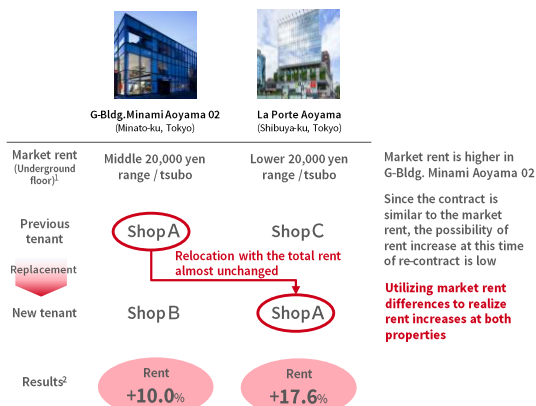 G-Bldg.Minami Aoyama 02
(Minato-ku, Tokyo)
La Porte Aoyama
(Shibuya-ku, Tokyo)
Market rent
(Underground
floor)1
Middle 20,000 yen
range / tsubo
Lower 20,000 yen
range / tsubo
Market rent is higher in
G-Bldg. Minami Aoyama 02
Since the contract is
similar to the market
rent, the possibility of
rent increase at this time
of re-contract is low
Previous
tenant
Shop A
Shop C
Relocation with the total rent
almost unchanged
Replacement
Utilizing market rent
differences to realize
rent increases at both
properties
New tenant
Shop B
Shop A
Results2
Rent
+10.0%
Rent
+17.6%